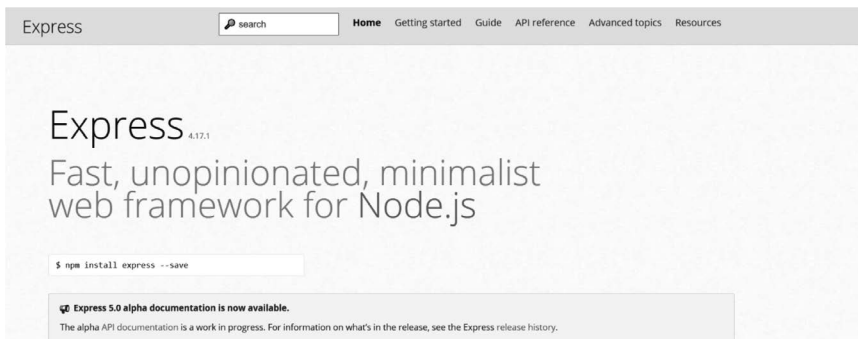 Express search Home Getting started Guide API reference Advanced topics Resources
Express 4.17.1
Fast, unopinionated, minimalist
web framework for Node.js
$ npm install express --save
Express 5.0 alpha documentation is now available.
The alpha API documentation is a work in progress. For information on what's in the release, see the Express release history.